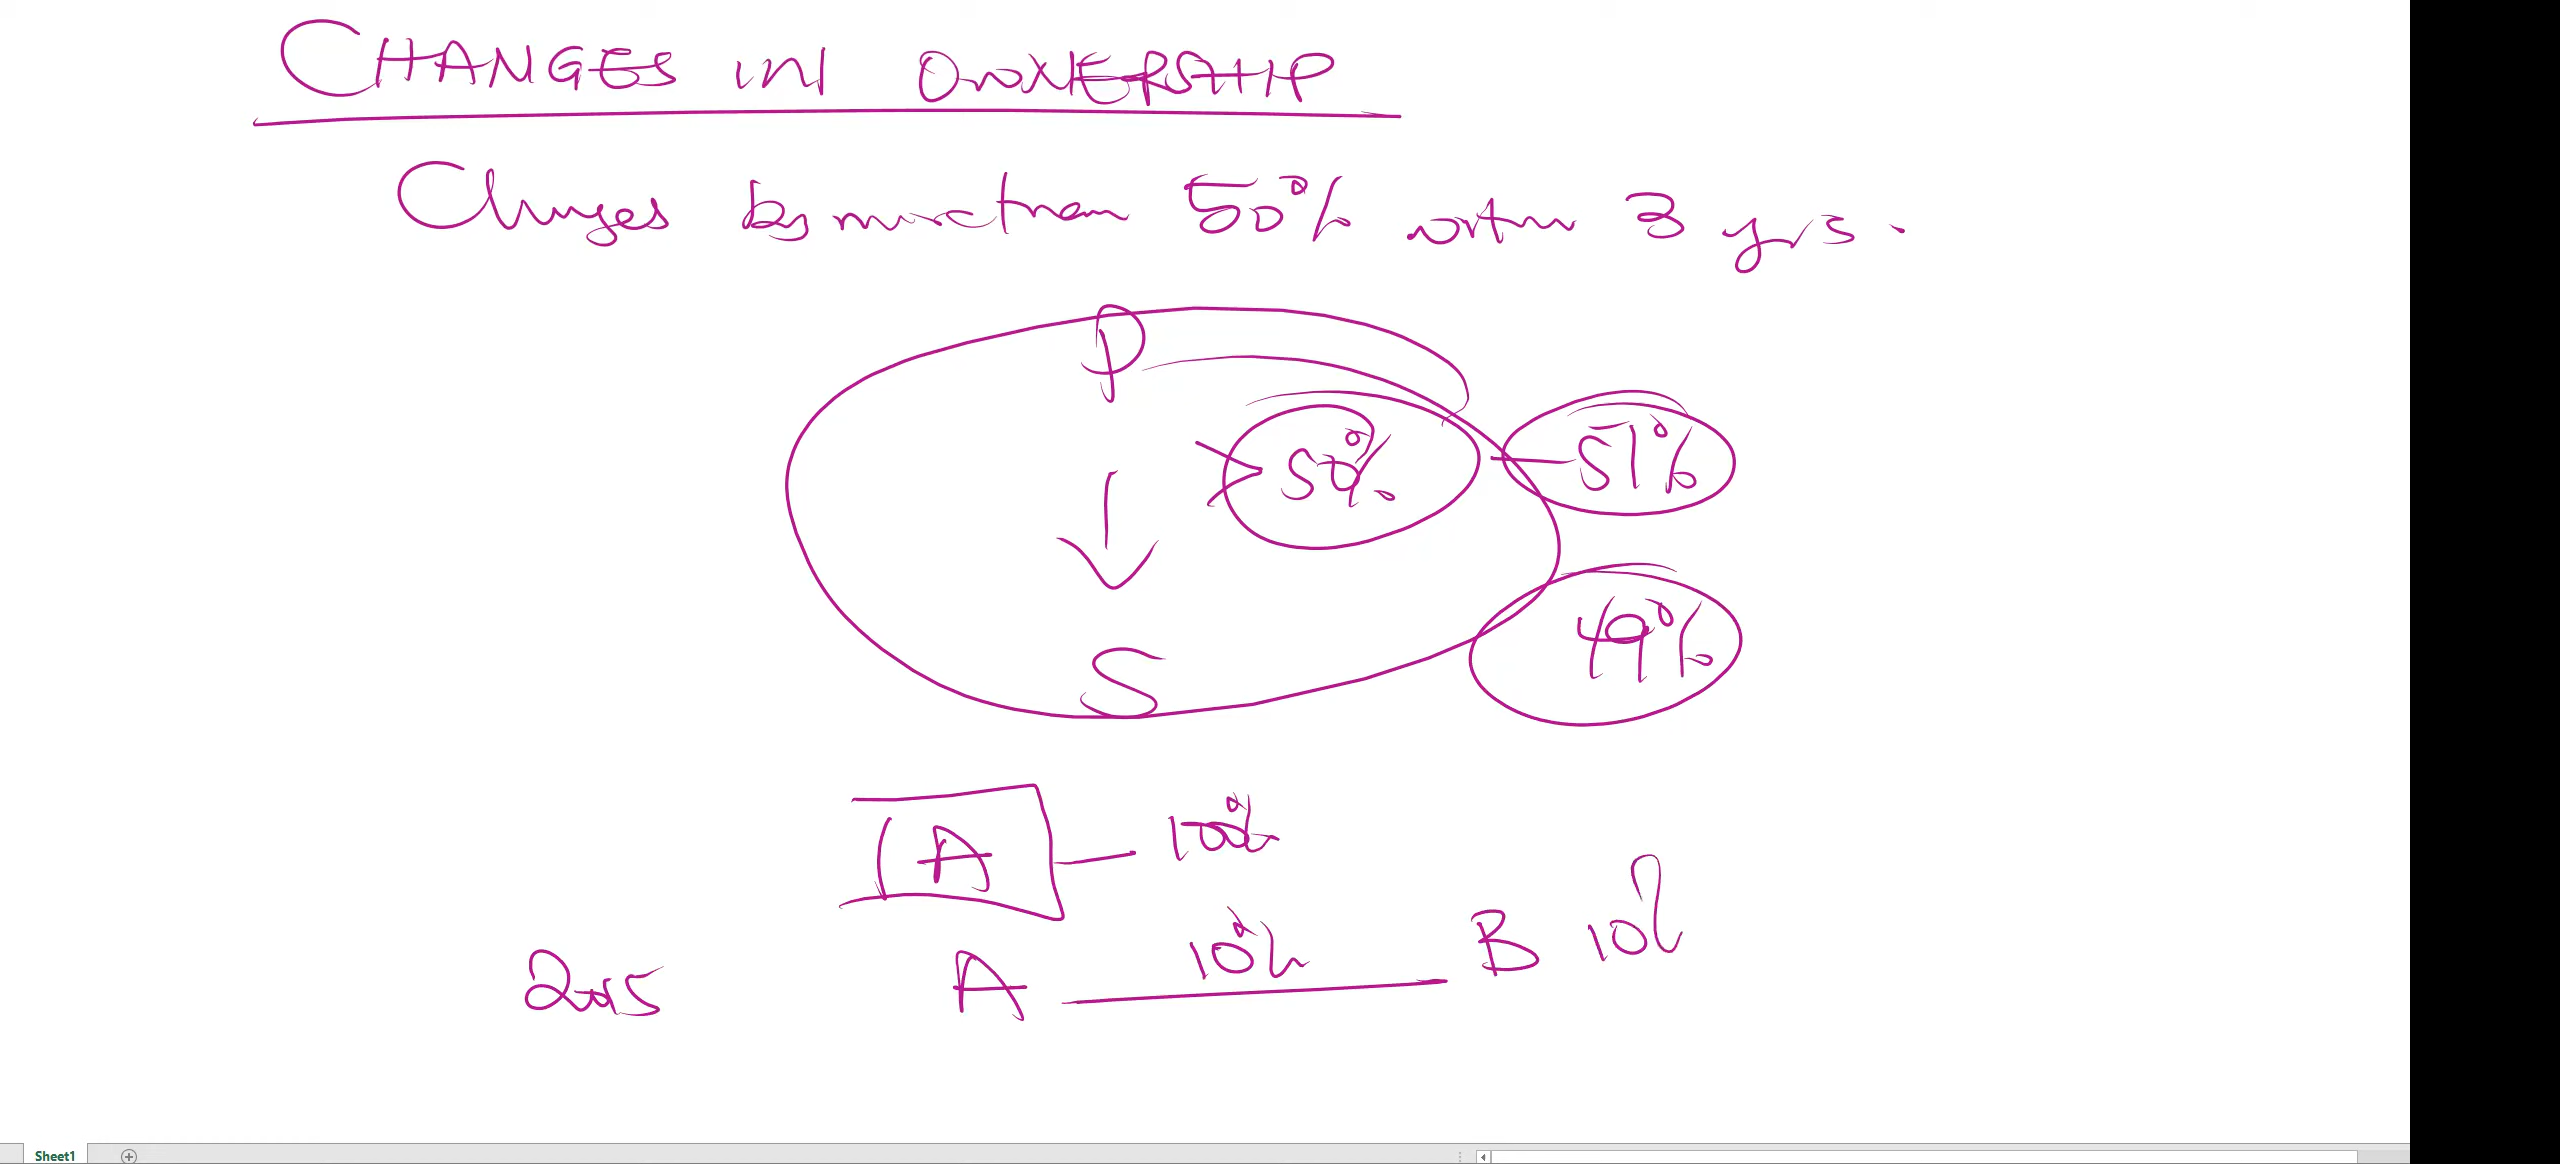 CHANGES IN OWNERSHIP
Changes by more than 50% within 3 yrs.
P
> 50% 51%
49%
S
A 100%
2015 A 10% B 10%
Sheet1